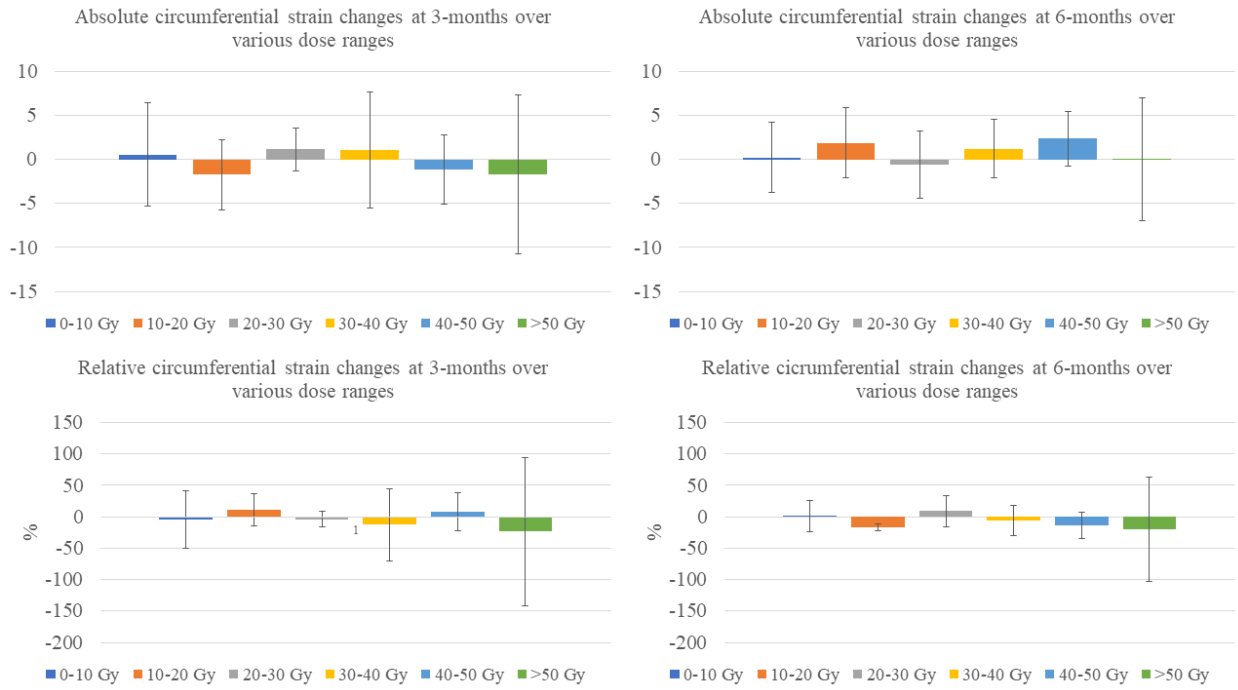 Absolute circumferential strain changes at 3-months over
various dose ranges
10
5
0
-5
-10
-15
0-10 Gy 10-20 Gy 20-30 Gy 30-40 Gy 40-50 Gy >50 Gy
Absolute circumferential strain changes at 6-months over
various dose ranges
10
5
0
-5
-10
-15
0-10 Gy 10-20 Gy 20-30 Gy 30-40 Gy 40-50 Gy >50 Gy
Relative circumferential strain changes at 3-months over
various dose ranges
150
100
50
0
-50
-100
-150
-200
%
0-10 Gy 10-20 Gy 20-30 Gy 30-40 Gy 40-50 Gy >50 Gy
Relative cicrumferential strain changes at 6-months over
various dose ranges
150
100
50
0
-50
-100
-150
-200
%
0-10 Gy 10-20 Gy 20-30 Gy 30-40 Gy 40-50 Gy >50 Gy